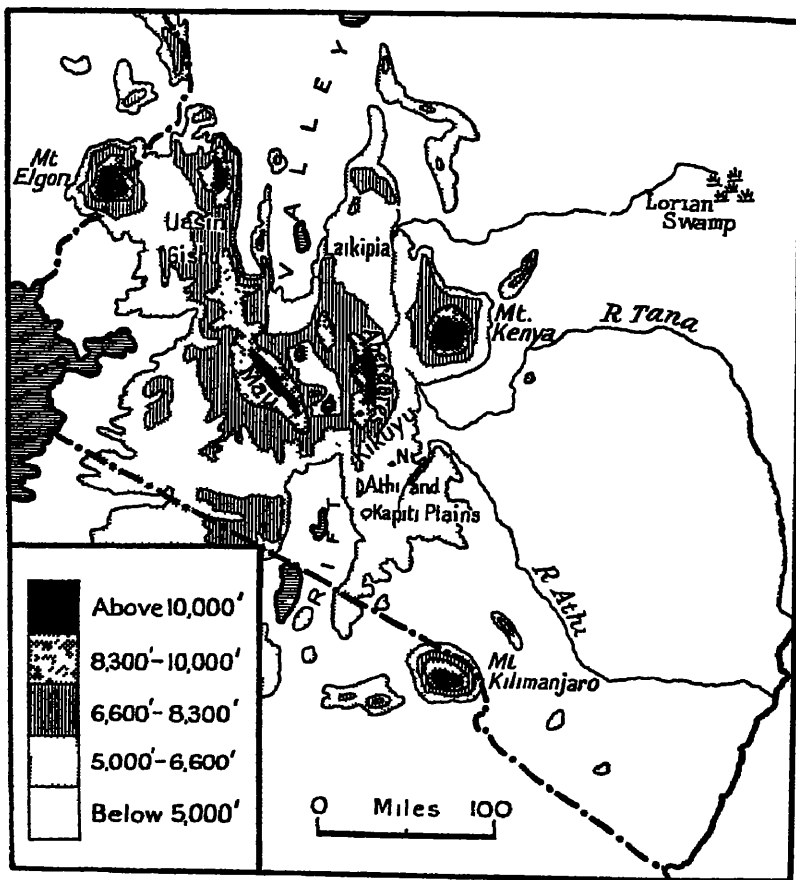 VALLEY
Mt
Elgon
Uasin
Gishu
Laikipia
Lorian
Swamp
Mt.
Kenya
R Tana
Mau
Aberdares
Kikuyu
N.
Athi and
Kapiti Plains
RIFT
R Athi
Mt
Kilimanjaro
Above 10,000'
8,300'-10,000'
6,600'-8,300'
5,000'-6,600'
Below 5,000'
0 Miles 100